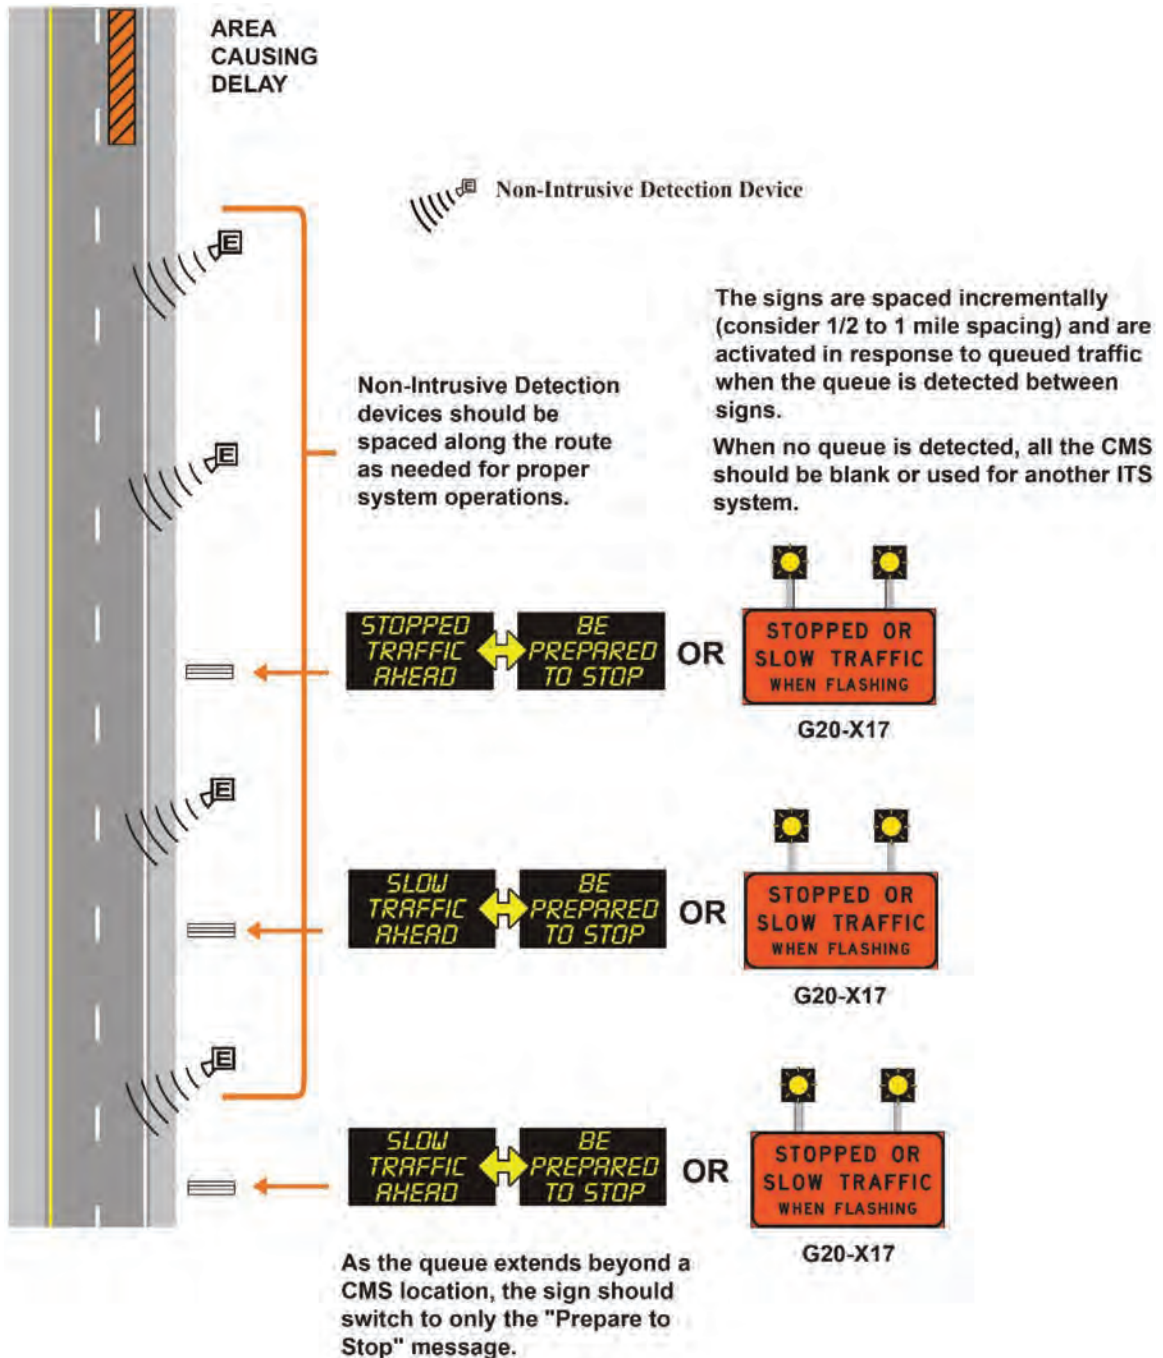 AREA
CAUSING
DELAY
E Non-Intrusive Detection Device
E
The signs are spaced incrementally
(consider 1/2 to 1 mile spacing) and are
activated in response to queued traffic
when the queue is detected between
signs.
When no queue is detected, all the CMS
should be blank or used for another ITS
system.
Non-Intrusive Detection
devices should be
spaced along the route
as needed for proper
system operations.
E
STOPPED
TRAFFIC
AHEAD
BE
PREPARED
TO STOP
OR
STOPPED OR
SLOW TRAFFIC
WHEN FLASHING
G20-X17
E
SLOW
TRAFFIC
AHEAD
BE
PREPARED
TO STOP
OR
STOPPED OR
SLOW TRAFFIC
WHEN FLASHING
G20-X17
E
SLOW
TRAFFIC
AHEAD
BE
PREPARED
TO STOP
OR
STOPPED OR
SLOW TRAFFIC
WHEN FLASHING
G20-X17
As the queue extends beyond a
CMS location, the sign should
switch to only the "Prepare to
Stop" message.